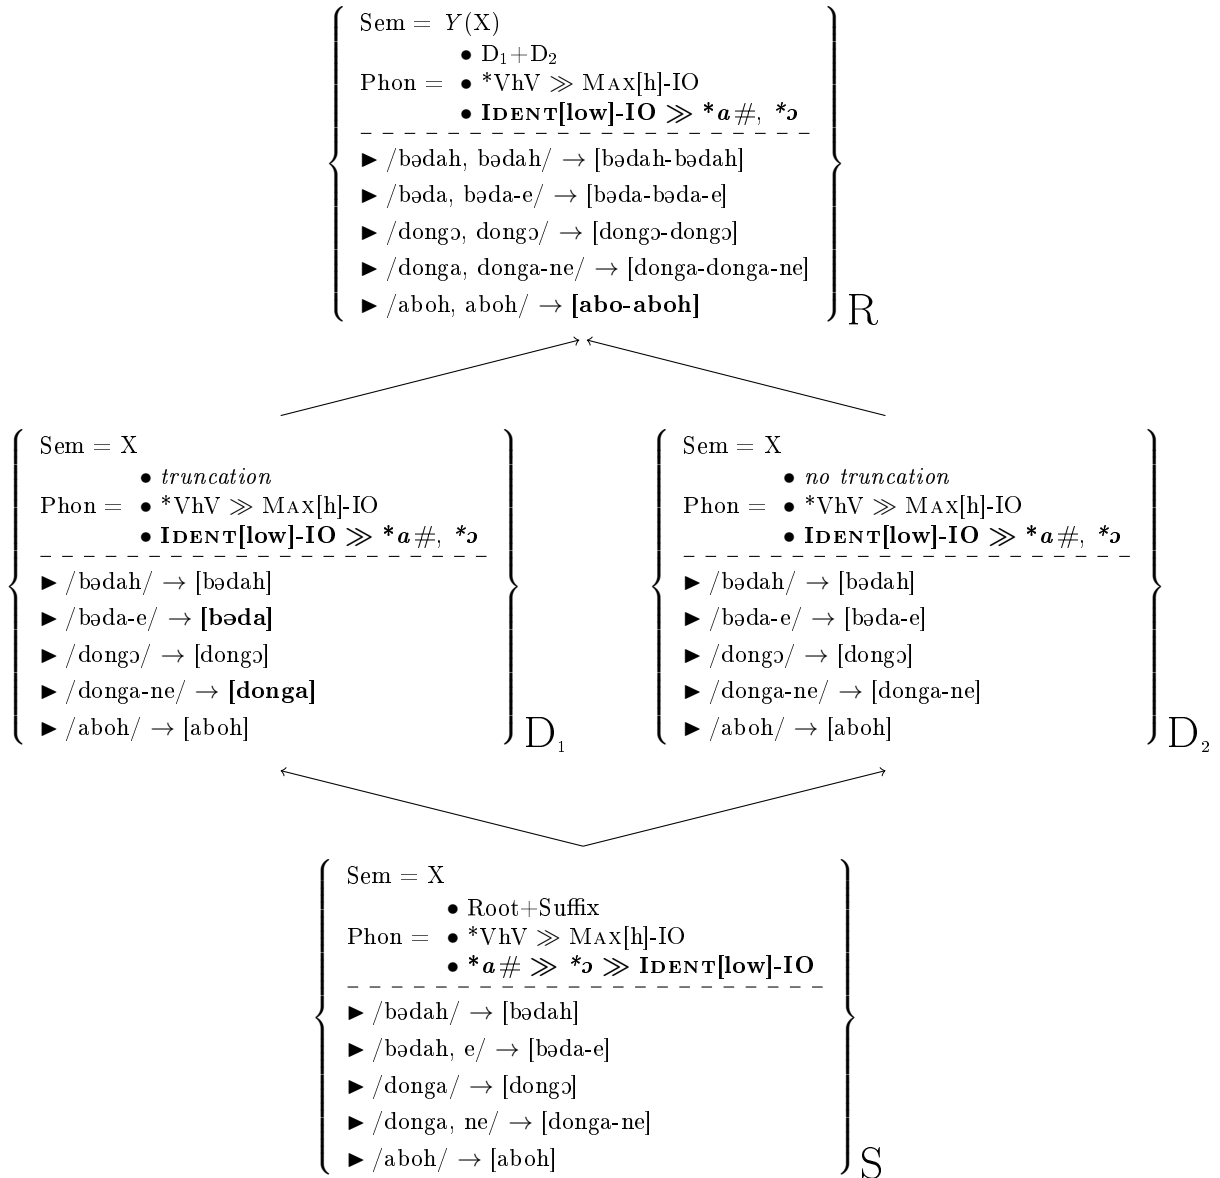 Sem = Y(X)
• D₁+D₂
Phon = • *VhV ≫ Max[h]-IO
• Ident[low]-IO ≫ *a#, *ɔ
► /bədah, bədah/ → [bədah-bədah]
► /bəda, bəda-e/ → [bəda-bəda-e]
► /dongɔ, dongɔ/ → [dongɔ-dongɔ]
► /donga, donga-ne/ → [donga-donga-ne]
► /aboh, aboh/ → [abo-aboh]
R
Sem = X
• truncation
Phon = • *VhV ≫ Max[h]-IO
• Ident[low]-IO ≫ *a#, *ɔ
► /bədah/ → [bədah]
► /bəda-e/ → [bəda]
► /dongɔ/ → [dongɔ]
► /donga-ne/ → [donga]
► /aboh/ → [aboh]
D₁
Sem = X
• no truncation
Phon = • *VhV ≫ Max[h]-IO
• Ident[low]-IO ≫ *a#, *ɔ
► /bədah/ → [bədah]
► /bəda-e/ → [bəda-e]
► /dongɔ/ → [dongɔ]
► /donga-ne/ → [donga-ne]
► /aboh/ → [aboh]
D₂
Sem = X
• Root+Suffix
Phon = • *VhV ≫ Max[h]-IO
• *a# ≫ *ɔ ≫ Ident[low]-IO
► /bədah/ → [bədah]
► /bədah, e/ → [bəda-e]
► /donga/ → [dongɔ]
► /donga, ne/ → [donga-ne]
► /aboh/ → [aboh]
S